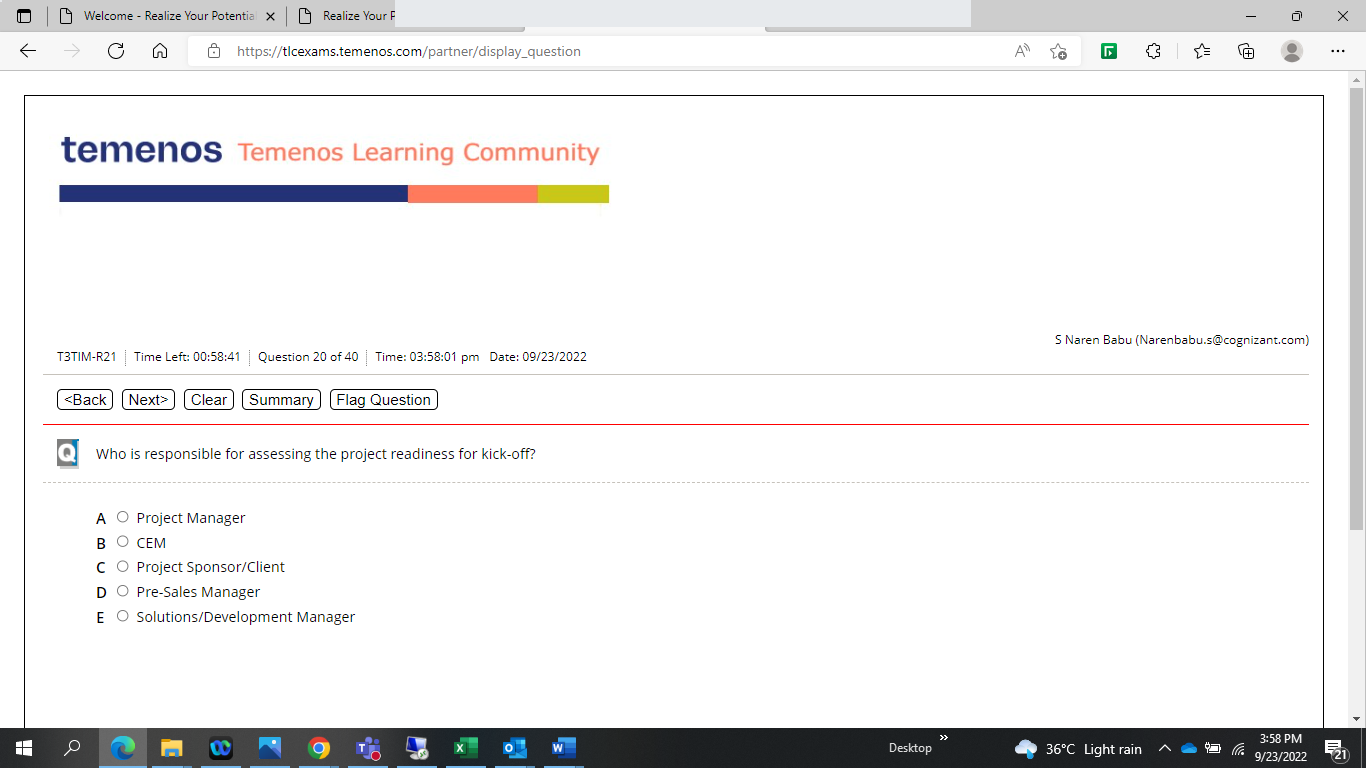 Welcome - Realize Your Potential
Realize Your P
https://tlcexams.temenos.com/partner/display_question
temenos Temenos Learning Community
S Naren Babu (Narenbabu.s@cognizant.com)
T3TIM-R21 Time Left: 00:58:41 Question 20 of 40 Time: 03:58:01 pm Date: 09/23/2022
<Back Next> Clear Summary Flag Question
Q Who is responsible for assessing the project readiness for kick-off?
A Project Manager
B CEM
C Project Sponsor/Client
D Pre-Sales Manager
E Solutions/Development Manager
Desktop » 36°C Light rain 3:58 PM
9/23/2022 21